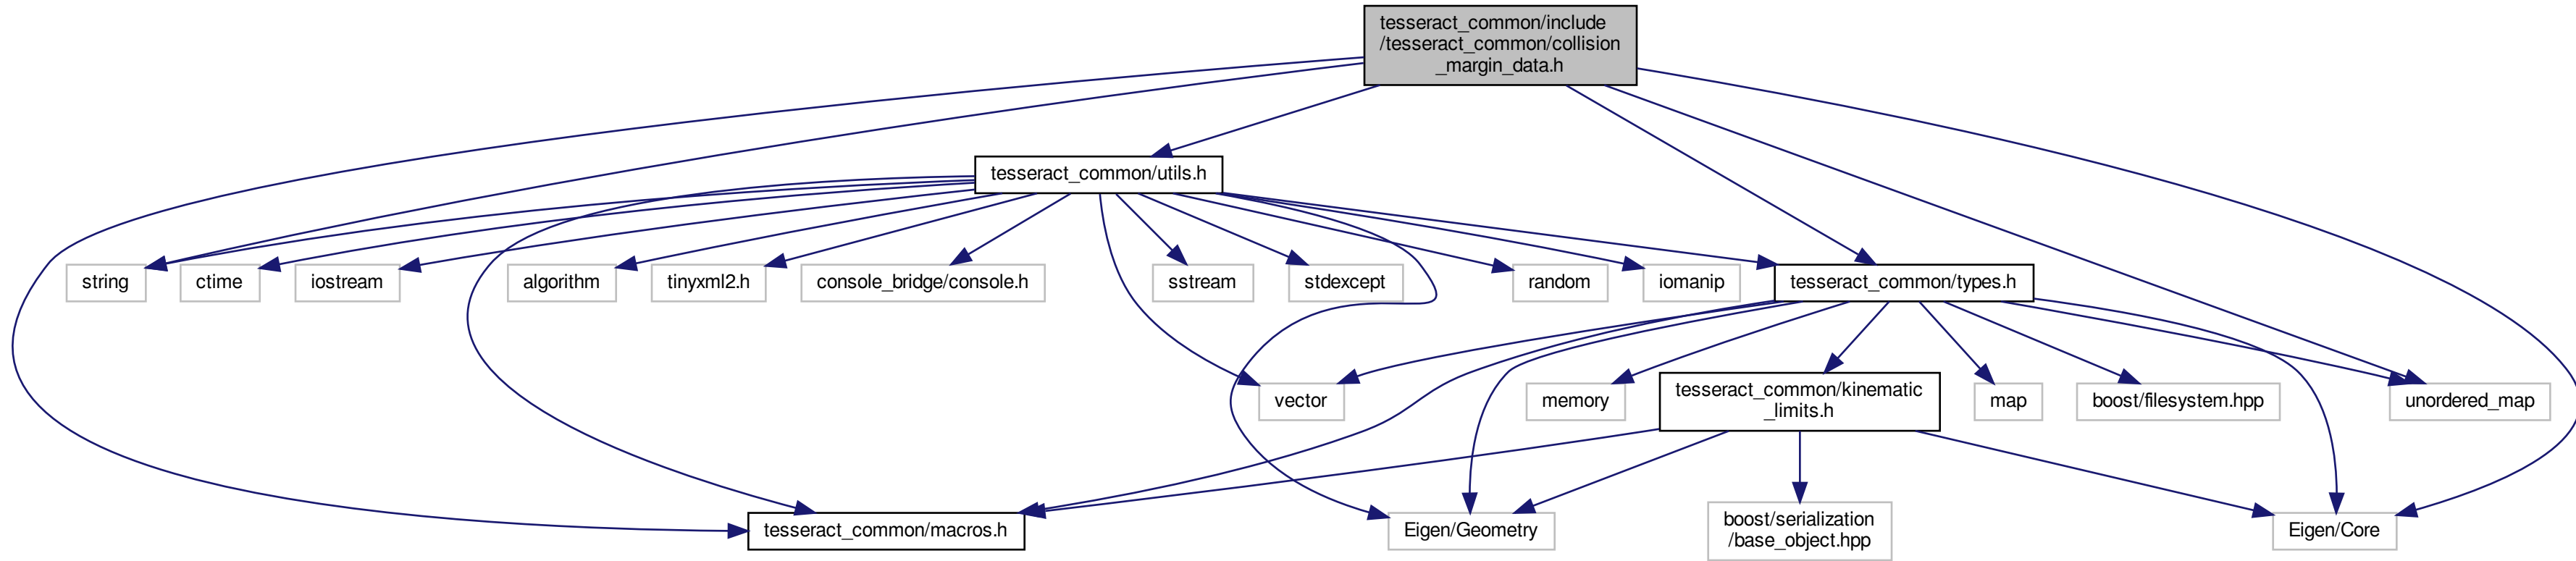 tesseract_common/include
/tesseract_common/collision
_margin_data.h
tesseract_common/utils.h
string
ctime
iostream
algorithm
tinyxml2.h
console_bridge/console.h
sstream
stdexcept
random
iomanip
tesseract_common/types.h
vector
memory
tesseract_common/kinematic
_limits.h
map
boost/filesystem.hpp
unordered_map
tesseract_common/macros.h
Eigen/Geometry
boost/serialization
/base_object.hpp
Eigen/Core